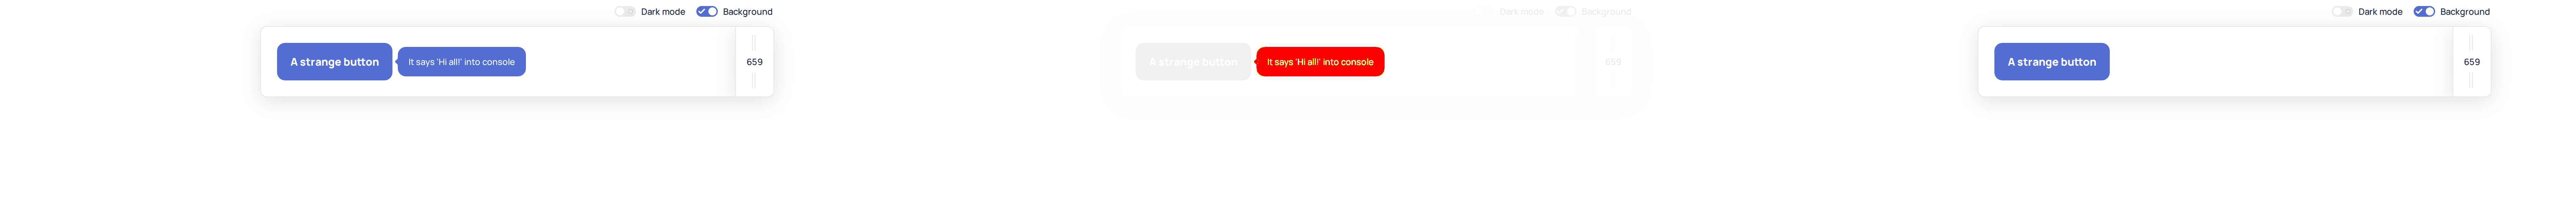 Dark mode Background
A strange button It says 'Hi all!' into console 659
Dark mode Background
A strange button It says 'Hi all!' into console 659
Dark mode Background
A strange button 659